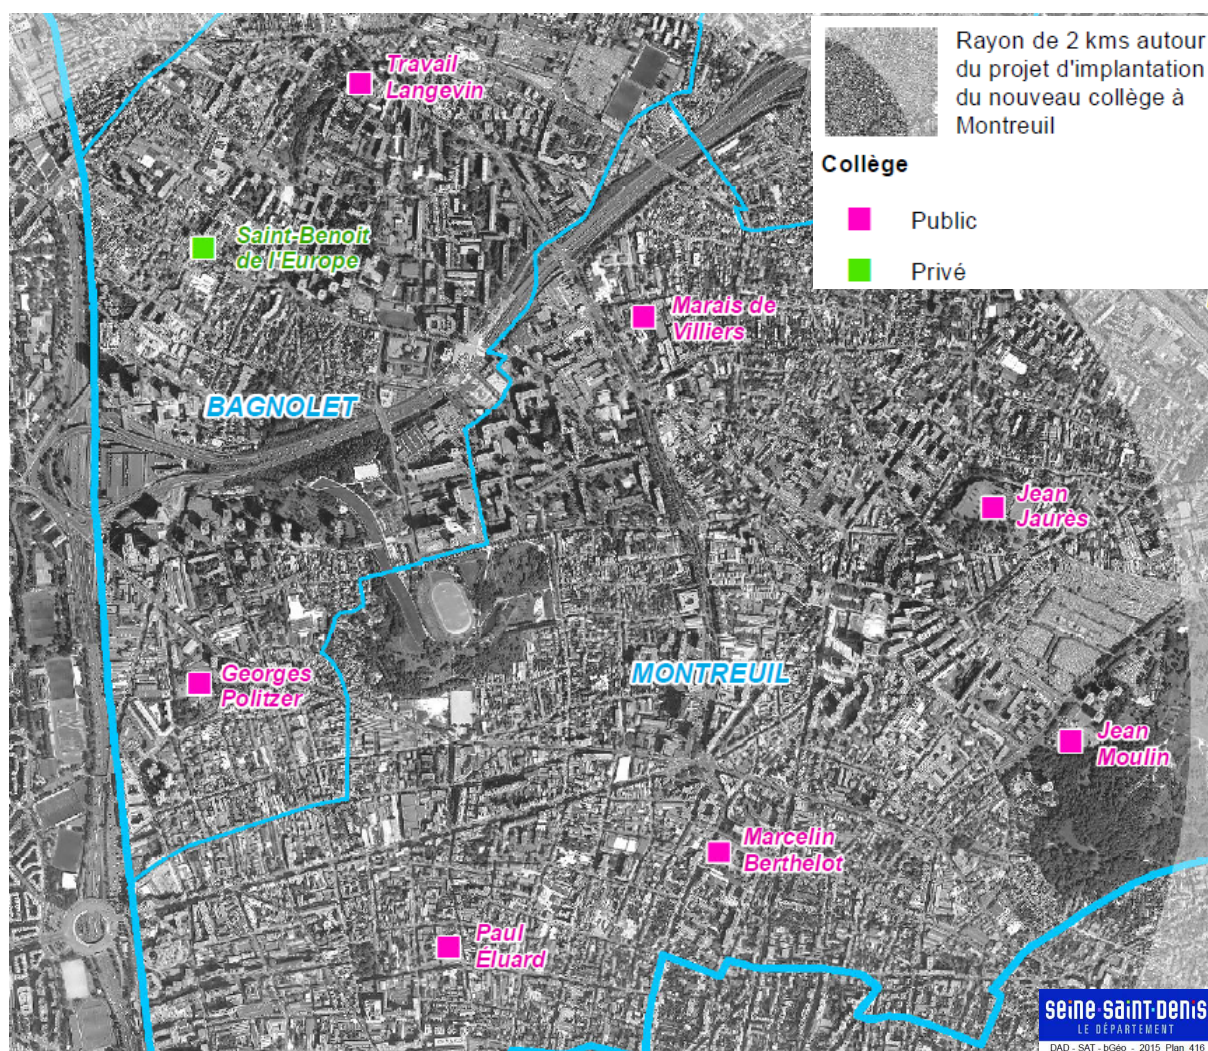 Rayon de 2 kms autour
du projet d'implantation
du nouveau collège à
Montreuil
Collège
Public
Privé
Travail
Langevin
Saint-Benoit
de l'Europe
Marais de
Villiers
BAGNOLET
Jean
Jaurès
Georges
Politzer
MONTREUIL
Jean
Moulin
Marcelin
Berthelot
Paul
Éluard
seine-saint-denis
LE DÉPARTEMENT
DAD - SAT - bGéo - 2015 Plan 416